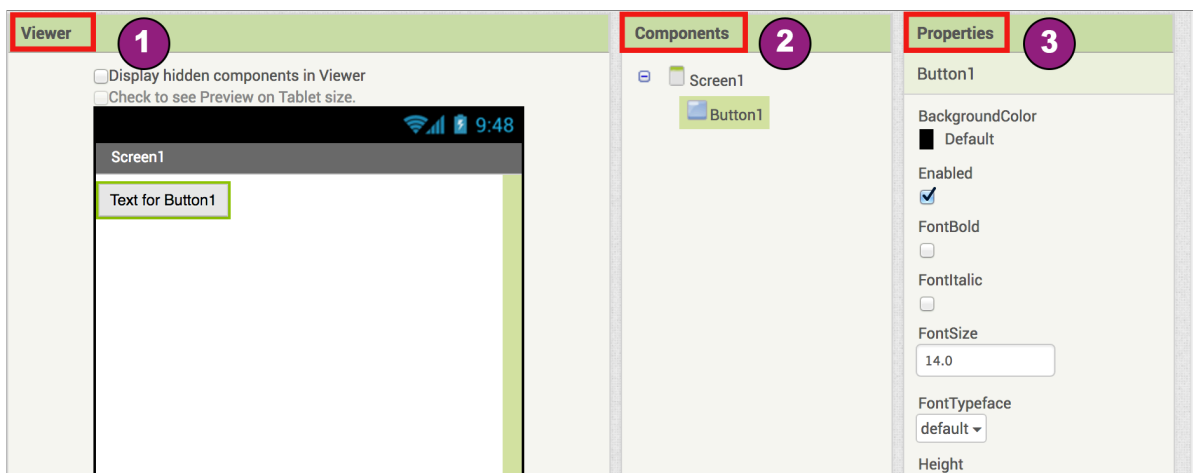 Viewer
1
Display hidden components in Viewer
Check to see Preview on Tablet size.
9:48
Screen1
Text for Button1
Components
2
Screen1
Button1
Properties
3
Button1
BackgroundColor
Default
Enabled
FontBold
FontItalic
FontSize
14.0
FontTypeface
default
Height